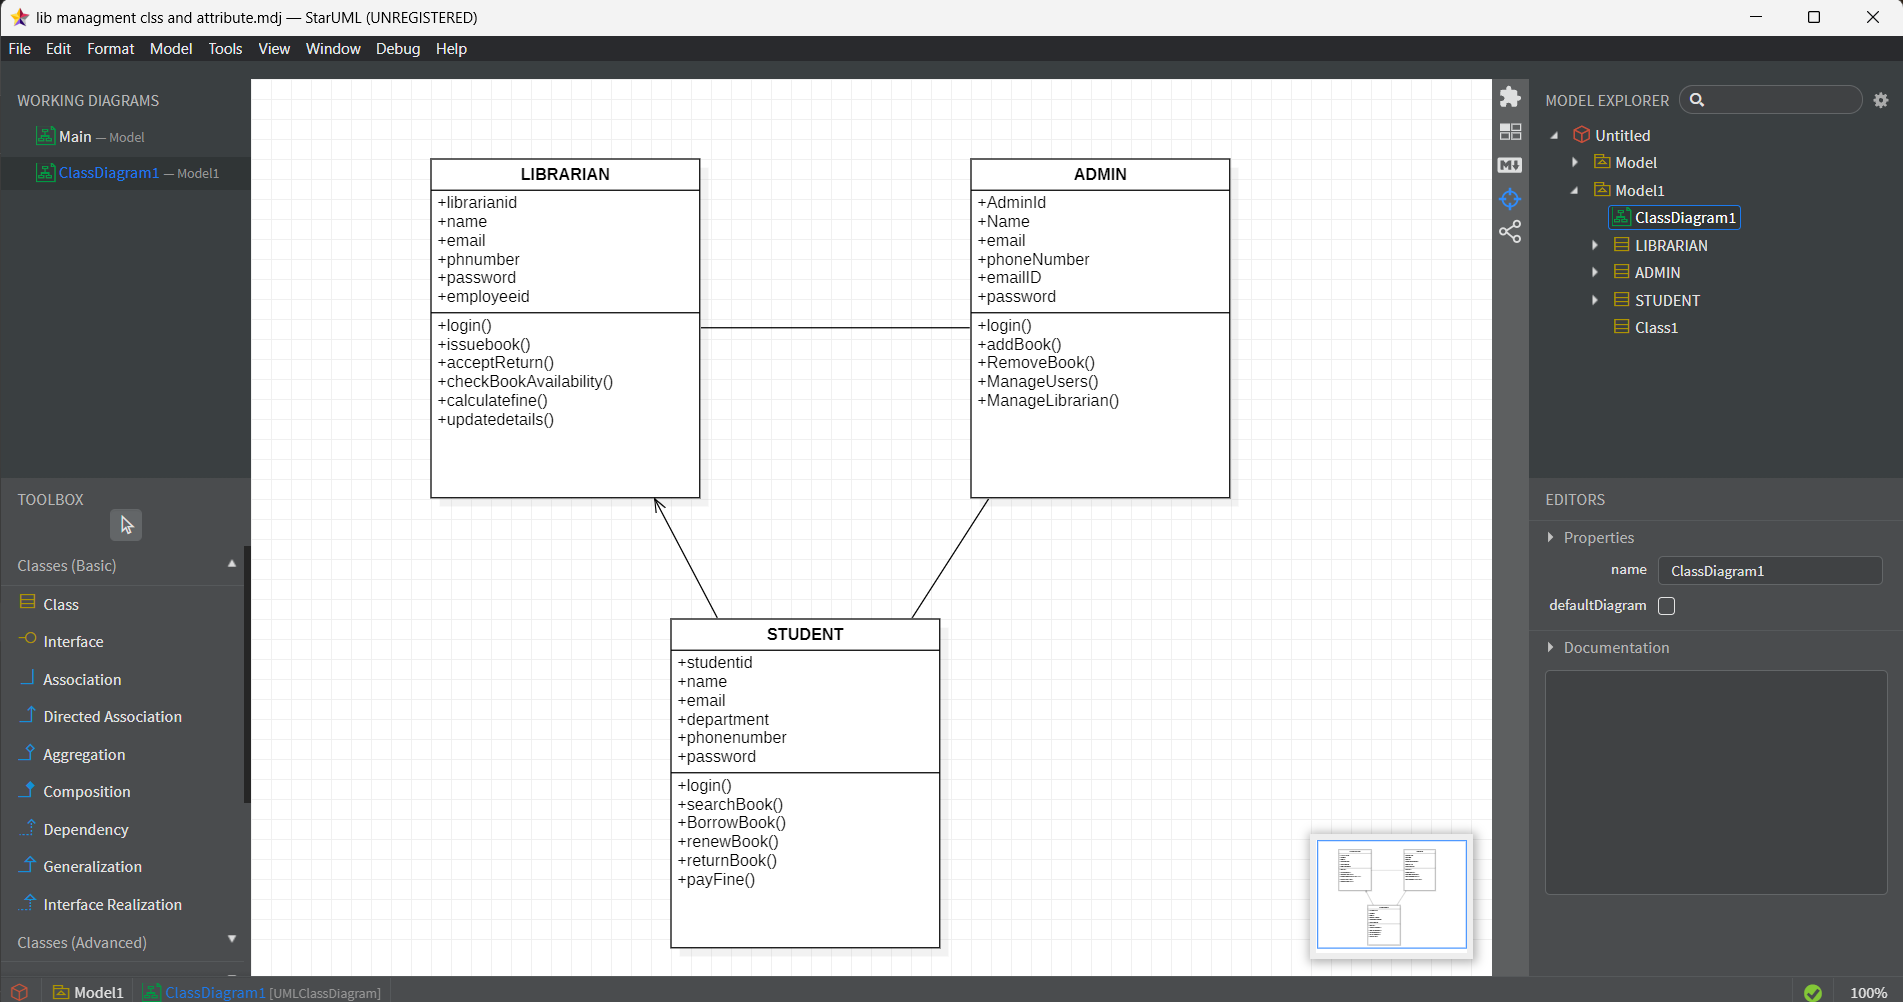 lib managment clss and attribute.mdj — StarUML (UNREGISTERED)
File Edit Format Model Tools View Window Debug Help
WORKING DIAGRAMS
Main — Model
ClassDiagram1 — Model1
TOOLBOX
Classes (Basic)
Class
Interface
Association
Directed Association
Aggregation
Composition
Dependency
Generalization
Interface Realization
Classes (Advanced)
LIBRARIAN
+librarianid
+name
+email
+phnumber
+password
+employeeid
+login()
+issuebook()
+acceptReturn()
+checkBookAvailability()
+calculatefine()
+updatedetails()
ADMIN
+AdminId
+Name
+email
+phoneNumber
+emailID
+password
+login()
+addBook()
+RemoveBook()
+ManageUsers()
+ManageLibrarian()
STUDENT
+studentid
+name
+email
+department
+phonenumber
+password
+login()
+searchBook()
+BorrowBook()
+renewBook()
+returnBook()
+payFine()
M
MODEL EXPLORER
Untitled
Model
Model1
ClassDiagram1
LIBRARIAN
ADMIN
STUDENT
Class1
EDITORS
Properties
name ClassDiagram1
defaultDiagram
Documentation
Model1 ClassDiagram1 [UMLClassDiagram]
100%